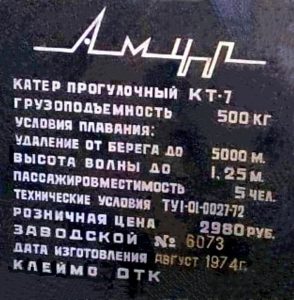 Амур
КАТЕР ПРОГУЛОЧНЫЙ КТ-7
ГРУЗОПОДЪЕМНОСТЬ 500 КГ
УСЛОВИЯ ПЛАВАНИЯ:
УДАЛЕНИЕ ОТ БЕРЕГА ДО 5000 М.
ВЫСОТА ВОЛНЫ ДО 1,25 М.
ПАССАЖИРОВМЕСТИМОСТЬ 5 ЧЕЛ.
ТЕХНИЧЕСКИЕ УСЛОВИЯ ТУ1-01-0027-72
РОЗНИЧНАЯ ЦЕНА 2980 РУБ.
ЗАВОДСКОЙ № 6073
ДАТА ИЗГОТОВЛЕНИЯ АВГУСТ 1974г.
КЛЕЙМО ОТК